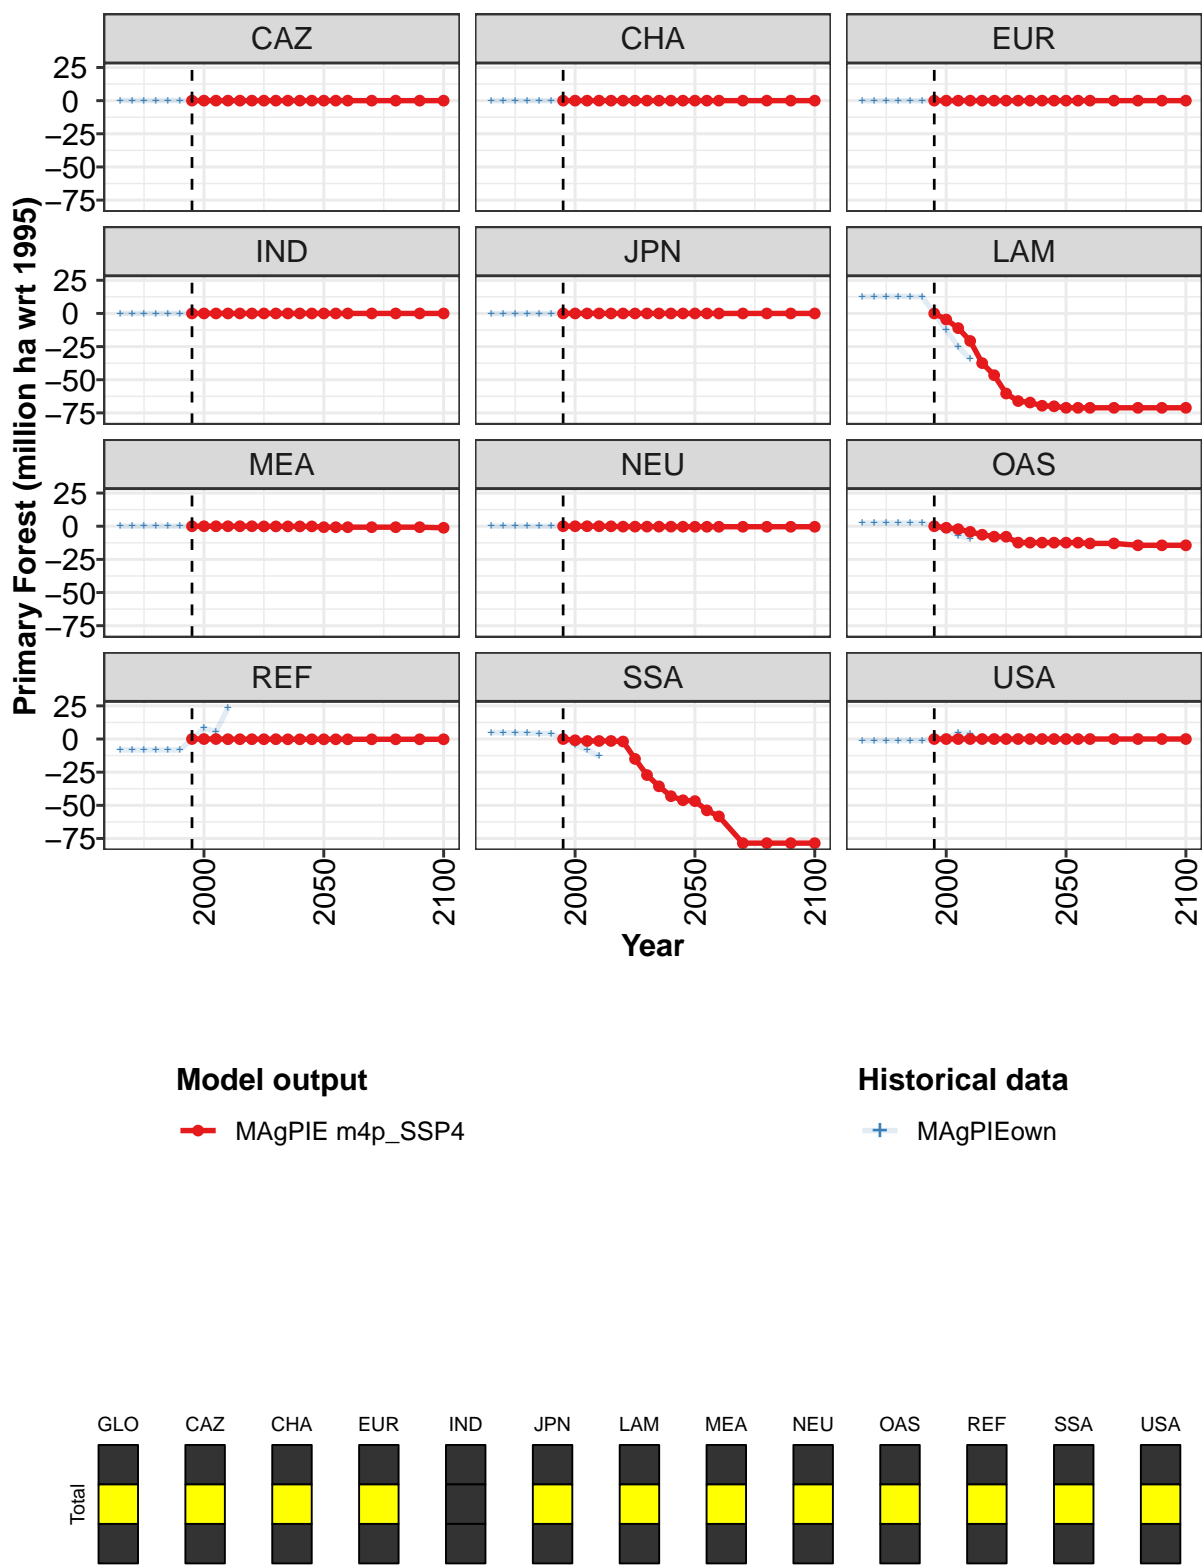 CAZ CHA EUR
25
0
−25
−50
−75
IND JPN LAM
25
0
−25
−50
−75
MEA NEU OAS
25
0
−25
−50
−75
REF SSA USA
25
0
−25
−50
−75
2000 2050 2100 2000 2050 2100 2000 2050 2100
Year
Primary Forest (million ha wrt 1995)
Model output Historical data
MAgPIE m4p_SSP4 MAgPIEown
GLO CAZ CHA EUR IND JPN LAM MEA NEU OAS REF SSA USA
Total